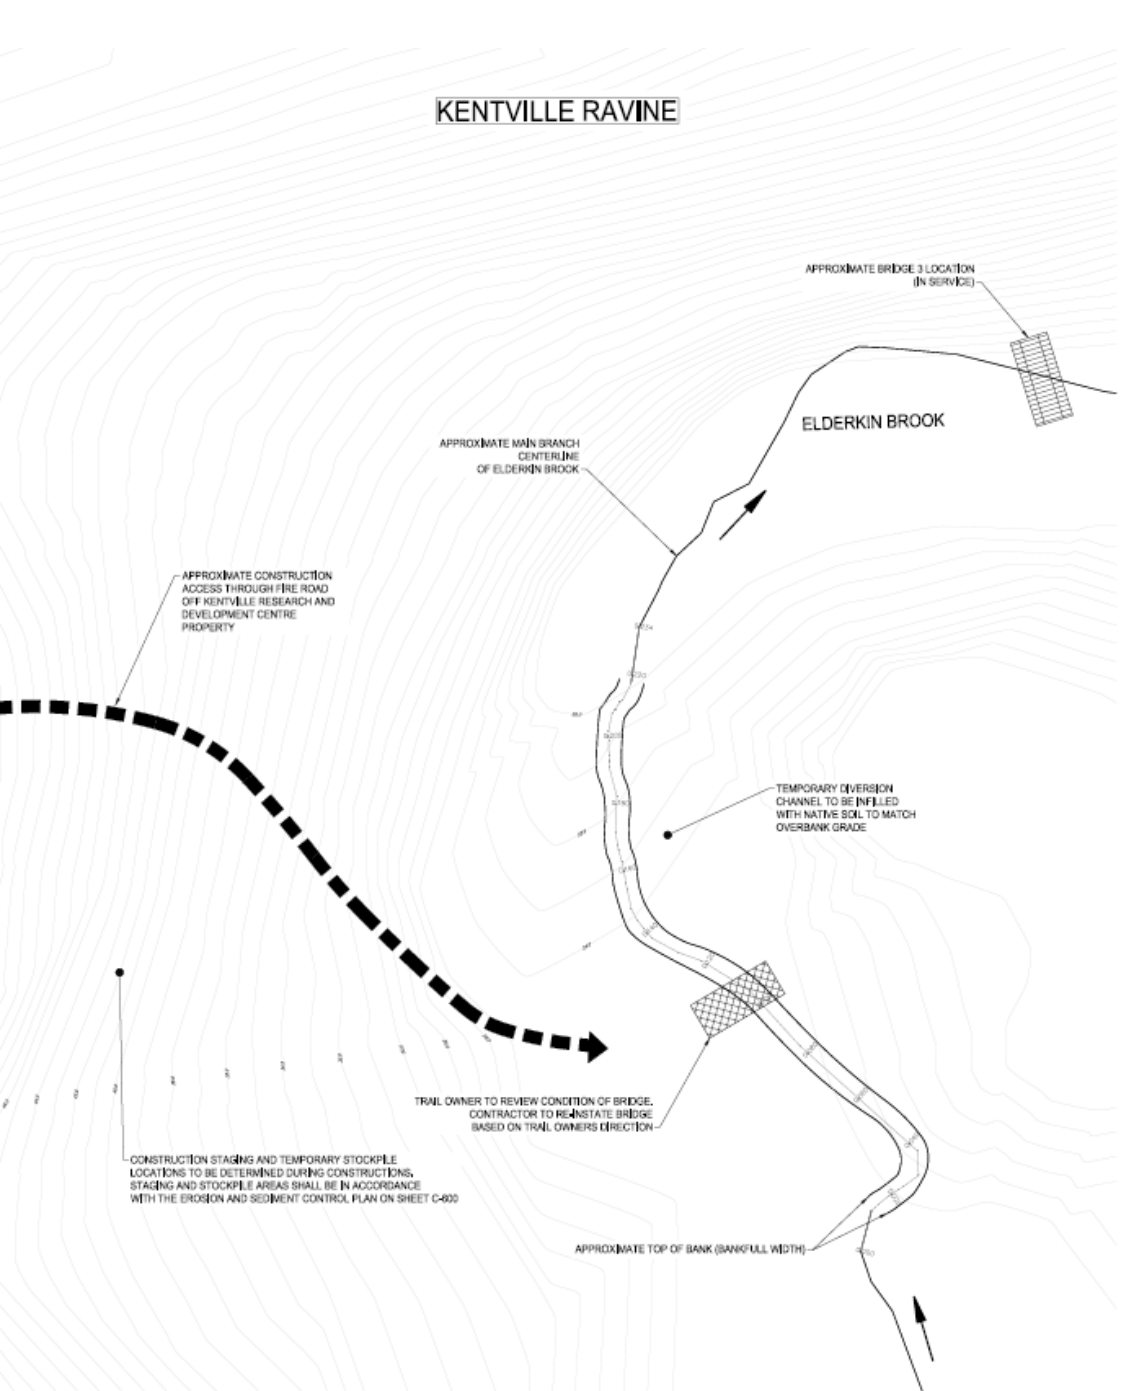 KENTVILLE RAVINE
APPROXIMATE BRIDGE 3 LOCATION
(IN SERVICE)
ELDERKIN BROOK
APPROXIMATE MAIN BRANCH
CENTERLINE
OF ELDERKIN BROOK
APPROXIMATE CONSTRUCTION
ACCESS THROUGH FIRE ROAD
OFF KENTVILLE RESEARCH AND
DEVELOPMENT CENTRE
PROPERTY
TEMPORARY DIVERSION
CHANNEL TO BE INFILLED
WITH NATIVE SOIL TO MATCH
OVERBANK GRADE
TRAIL OWNER TO REVIEW CONDITION OF BRIDGE.
CONTRACTOR TO RE-INSTATE BRIDGE
BASED ON TRAIL OWNERS DIRECTION
CONSTRUCTION STAGING AND TEMPORARY STOCKPILE
LOCATIONS TO BE DETERMINED DURING CONSTRUCTIONS.
STAGING AND STOCKPILE AREAS SHALL BE IN ACCORDANCE
WITH THE EROSION AND SEDIMENT CONTROL PLAN ON SHEET C-600
APPROXIMATE TOP OF BANK (BANKFULL WIDTH)